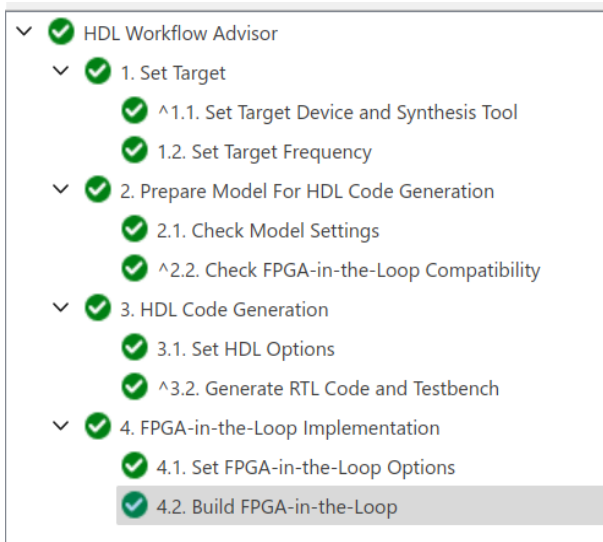 HDL Workflow Advisor
1. Set Target
^1.1. Set Target Device and Synthesis Tool
1.2. Set Target Frequency
2. Prepare Model For HDL Code Generation
2.1. Check Model Settings
^2.2. Check FPGA-in-the-Loop Compatibility
3. HDL Code Generation
3.1. Set HDL Options
^3.2. Generate RTL Code and Testbench
4. FPGA-in-the-Loop Implementation
4.1. Set FPGA-in-the-Loop Options
4.2. Build FPGA-in-the-Loop